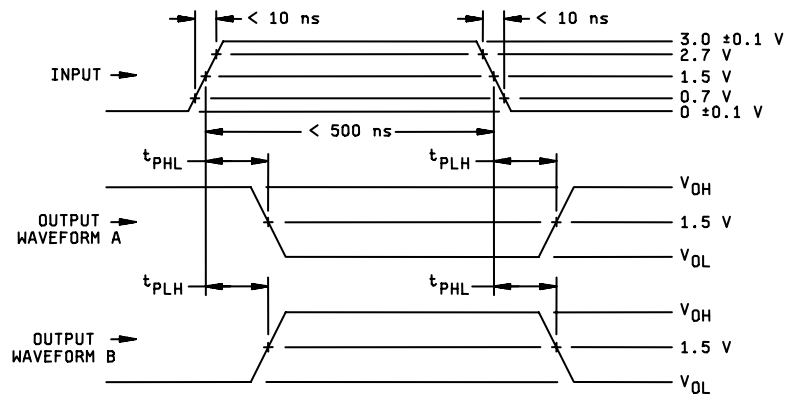 < 10 ns < 10 ns
3.0 ±0.1 V
2.7 V
INPUT 1.5 V
0.7 V
0 ±0.1 V
< 500 ns
tPHL tPLH
VOH
OUTPUT
WAVEFORM A
1.5 V
VOL
tPLH tPHL
VOH
OUTPUT
WAVEFORM B
1.5 V
VOL